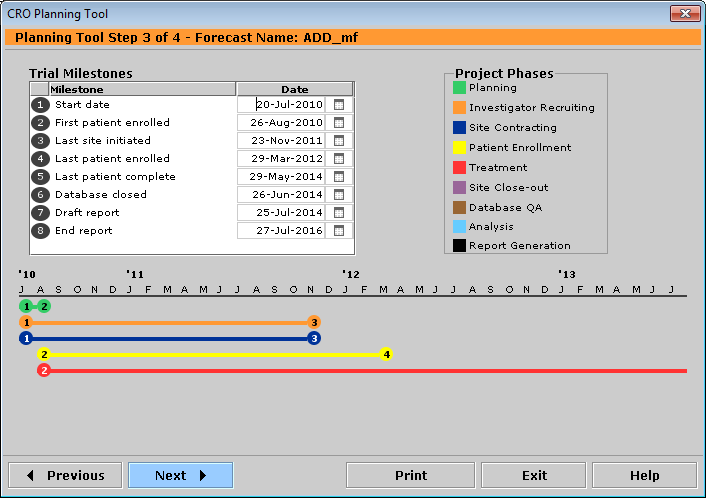 CRO Planning Tool
Planning Tool Step 3 of 4 - Forecast Name: ADD_mf
Trial Milestones
Milestone Date
1 Start date 20-Jul-2010
2 First patient enrolled 26-Aug-2010
3 Last site initiated 23-Nov-2011
4 Last patient enrolled 29-Mar-2012
5 Last patient complete 29-May-2014
6 Database closed 26-Jun-2014
7 Draft report 25-Jul-2014
8 End report 27-Jul-2016
Project Phases
Planning
Investigator Recruiting
Site Contracting
Patient Enrollment
Treatment
Site Close-out
Database QA
Analysis
Report Generation
'10 '11 '12 '13
J A S O N D J F M A M J J A S O N D J F M A M J J A S O N D J F M A M J J
1 2
1 3
1 3
2 4
2
Previous Next Print Exit Help